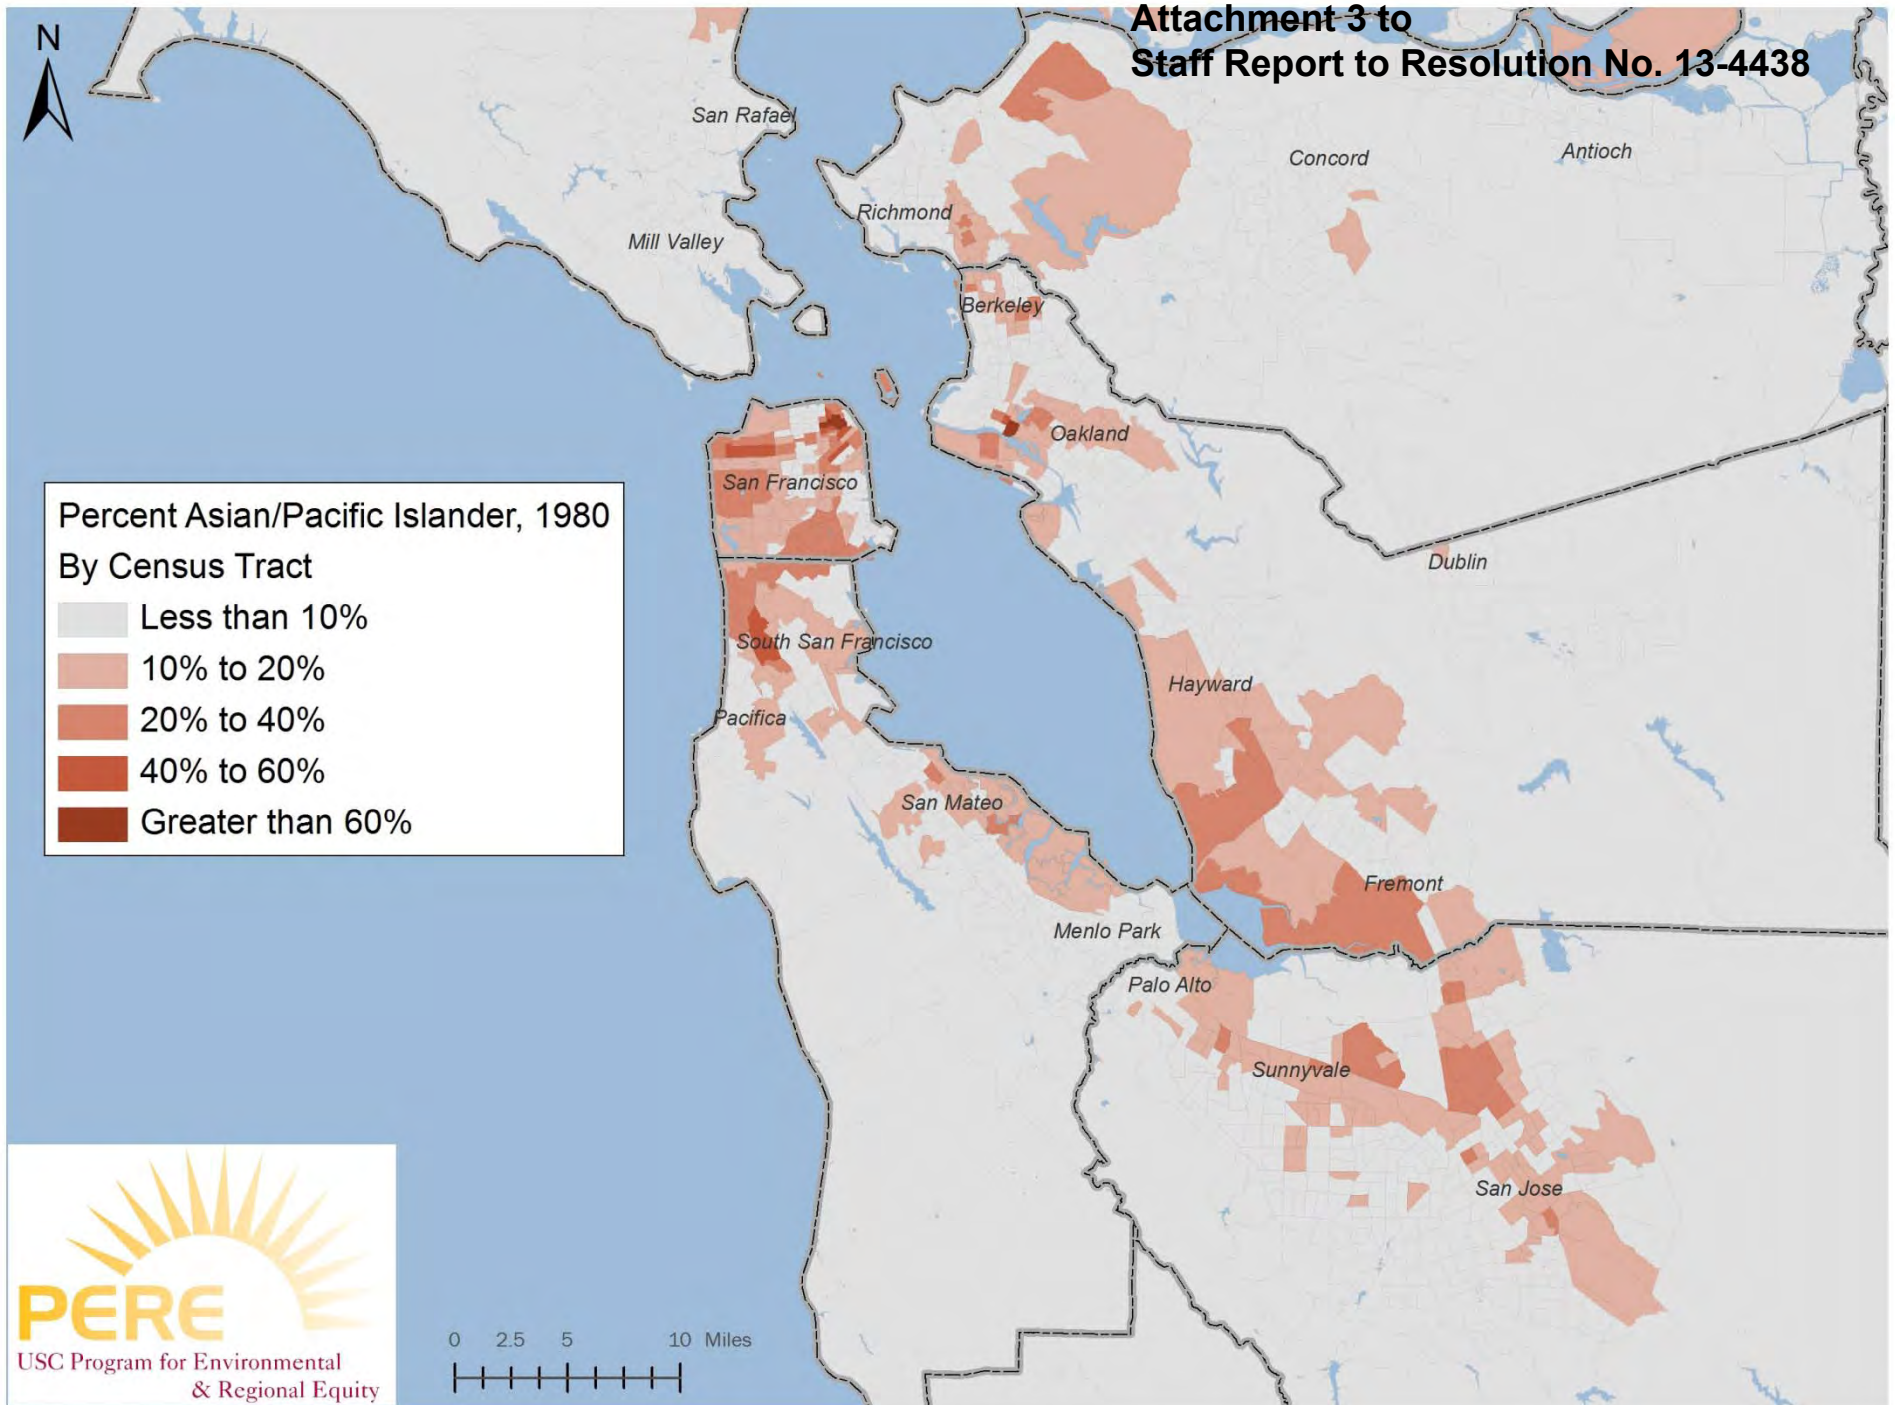 Attachment 3 to
Staff Report to Resolution No. 13-4438
N
San Rafael
Concord
Antioch
Richmond
Mill Valley
Berkeley
Oakland
San Francisco
Dublin
South San Francisco
Hayward
Pacifica
San Mateo
Fremont
Menlo Park
Palo Alto
Sunnyvale
San Jose
Percent Asian/Pacific Islander, 1980
By Census Tract
Less than 10%
10% to 20%
20% to 40%
40% to 60%
Greater than 60%
PERE
USC Program for Environmental
& Regional Equity
0 2.5 5 10 Miles